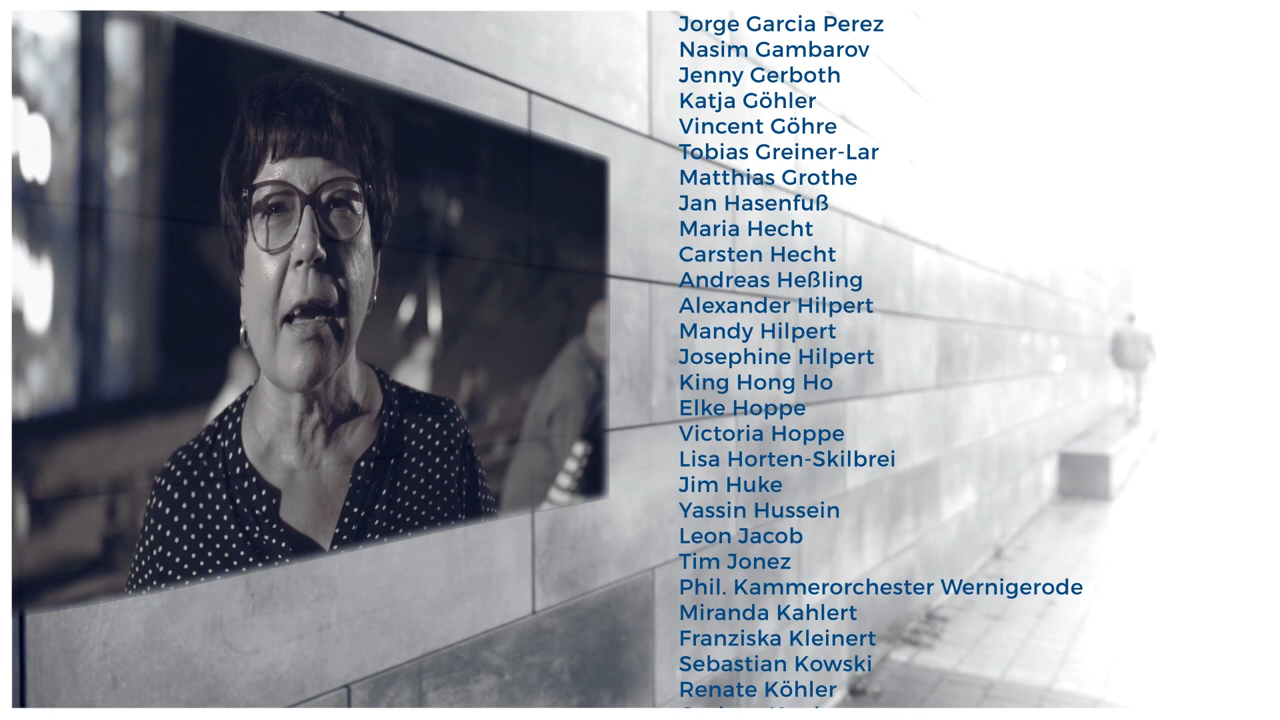 Jorge Garcia Perez
Nasim Gambarov
Jenny Gerboth
Katja Göhler
Vincent Göhre
Tobias Greiner-Lar
Matthias Grothe
Jan Hasenfuß
Maria Hecht
Carsten Hecht
Andreas Heßling
Alexander Hilpert
Mandy Hilpert
Josephine Hilpert
King Hong Ho
Elke Hoppe
Victoria Hoppe
Lisa Horten-Skilbrei
Jim Huke
Yassin Hussein
Leon Jacob
Tim Jonez
Phil. Kammerorchester Wernigerode
Miranda Kahlert
Franziska Kleinert
Sebastian Kowski
Renate Köhler